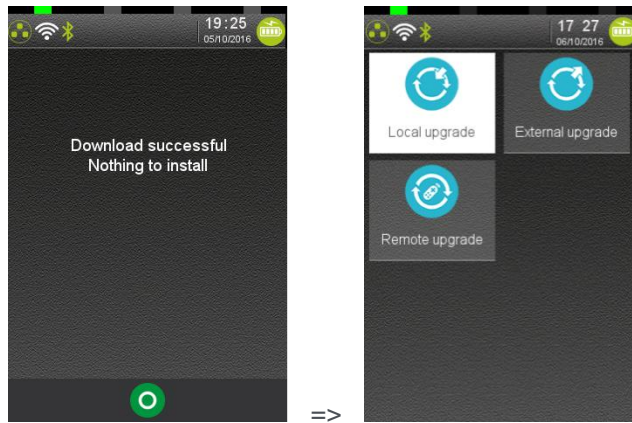 19:25
05/10/2016
Download successful
Nothing to install
=>
17 27
06/10/2016
Local upgrade
External upgrade
Remote upgrade